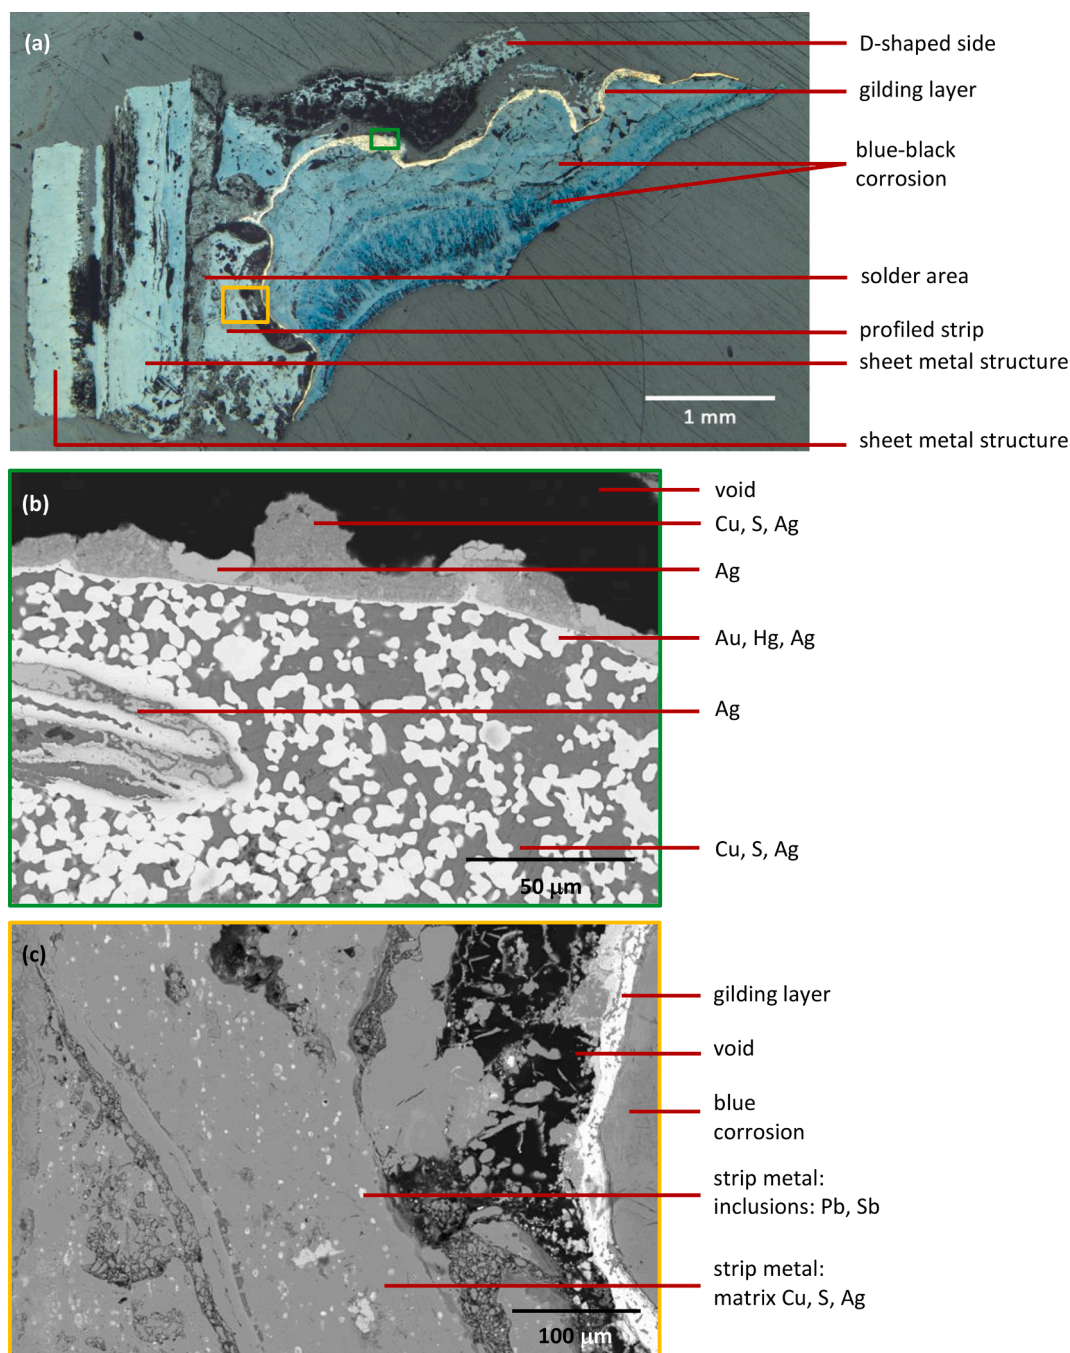 (a)
D-shaped side
gilding layer
blue-black
corrosion
solder area
profiled strip
sheet metal structure
1 mm
sheet metal structure
(b)
void
Cu, S, Ag
Ag
Au, Hg, Ag
Ag
Cu, S, Ag
50 µm
(c)
gilding layer
void
blue
corrosion
strip metal:
inclusions: Pb, Sb
strip metal:
matrix Cu, S, Ag
100 µm